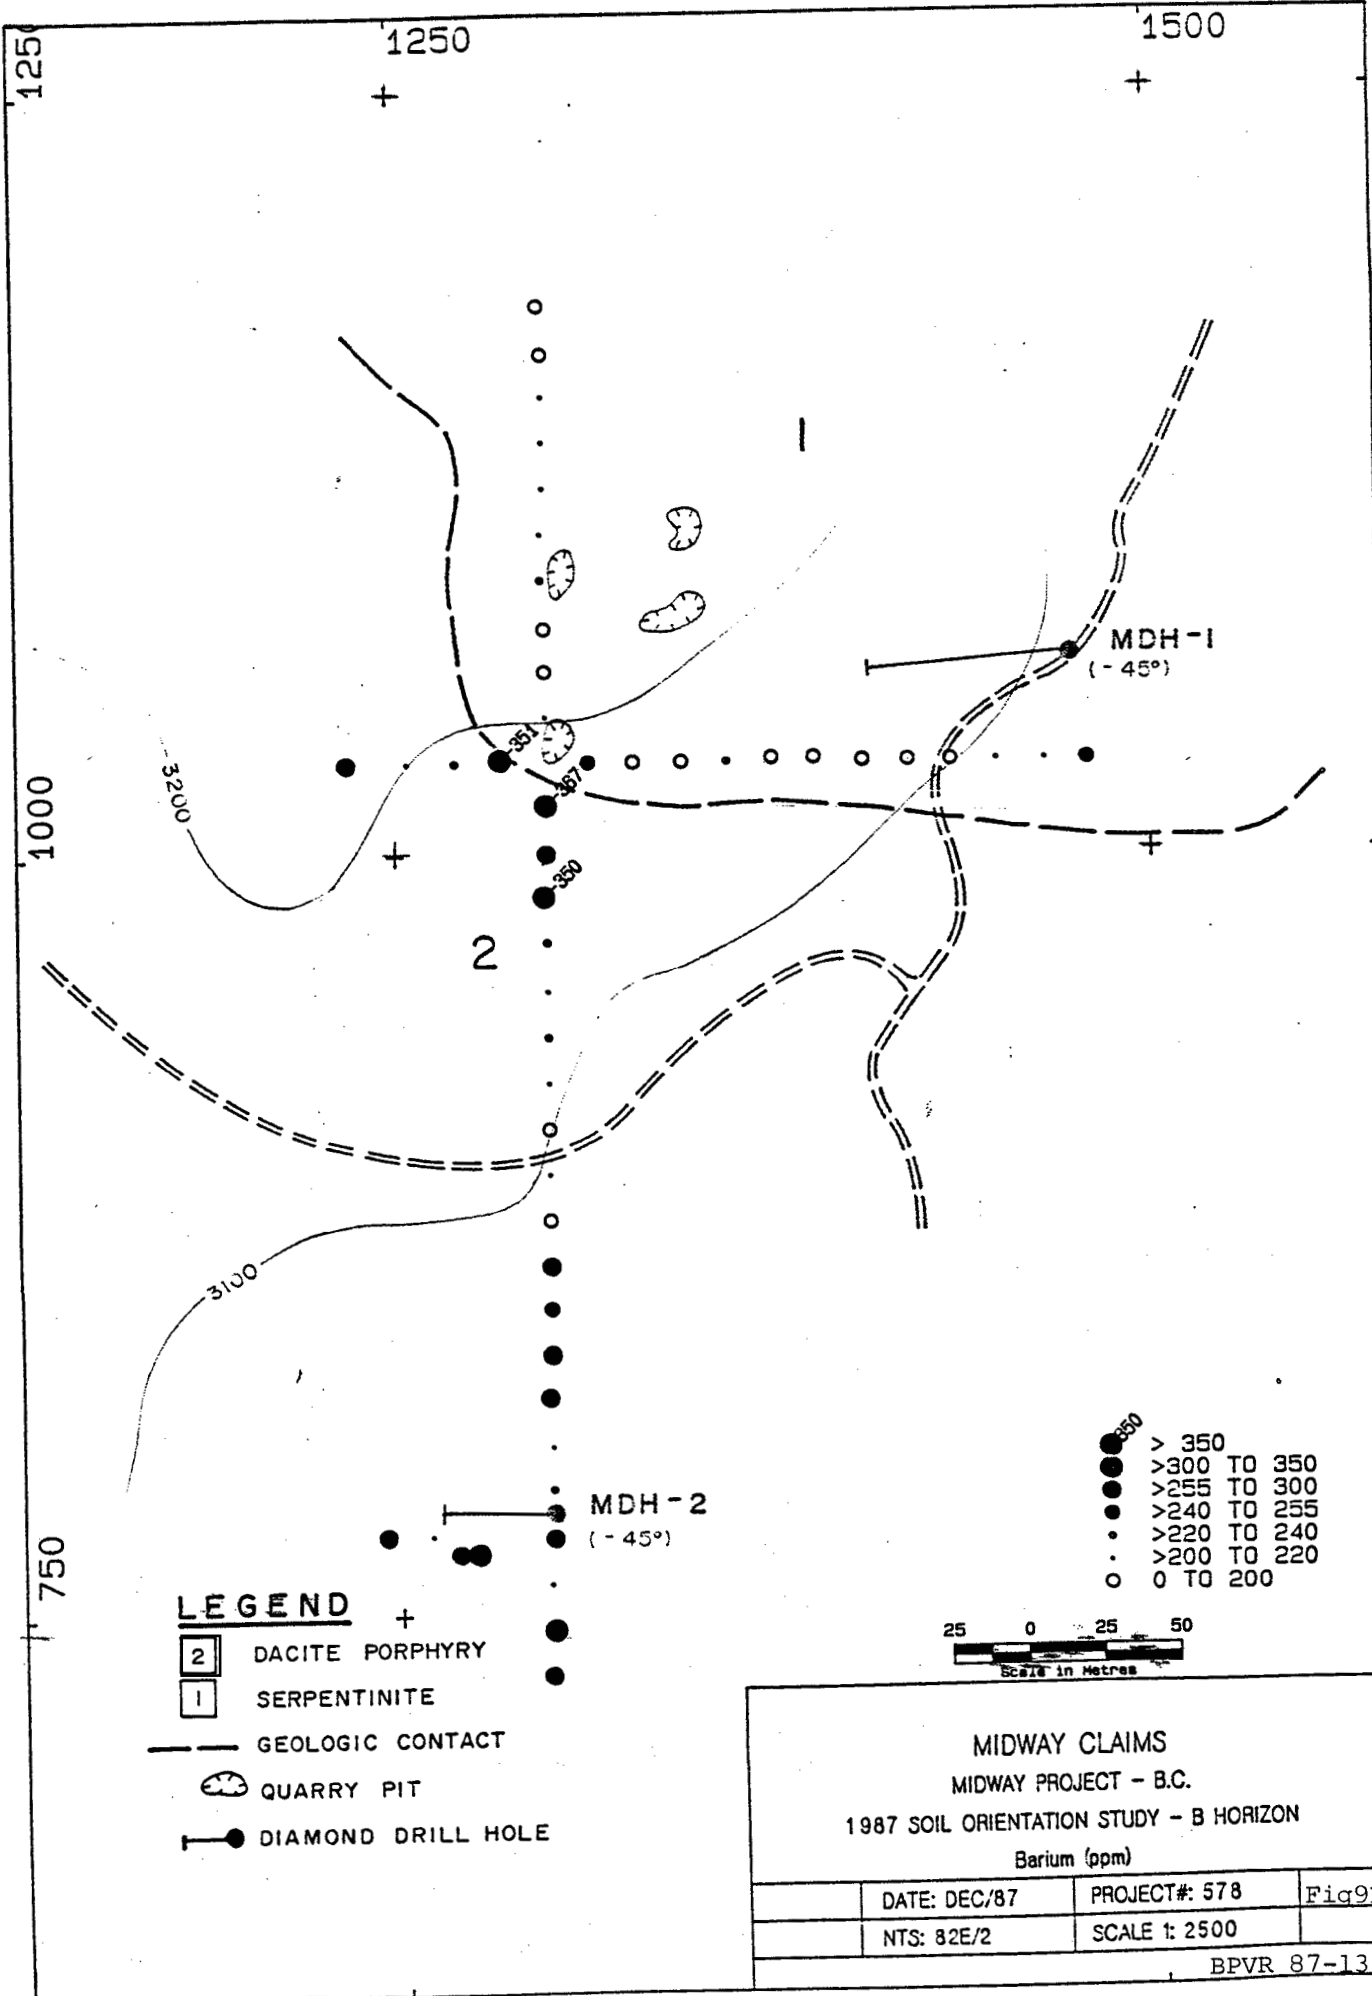 1250
1500
1
MDH-1
(-45°)
-351
-367
-3200
1000
-350
2
3100
350
> 350
>300 TO 350
>255 TO 300
>240 TO 255
>220 TO 240
>200 TO 220
0 TO 200
MDH-2
(-45°)
750
LEGEND
2 DACITE PORPHYRY
1 SERPENTINITE
GEOLOGIC CONTACT
QUARRY PIT
DIAMOND DRILL HOLE
25 0 25 50
Scale in Metres
MIDWAY CLAIMS
MIDWAY PROJECT - B.C.
1987 SOIL ORIENTATION STUDY - B HORIZON
Barium (ppm)
DATE: DEC/87 PROJECT#: 578
NTS: 82E/2 SCALE 1: 2500
BPVR 87-13